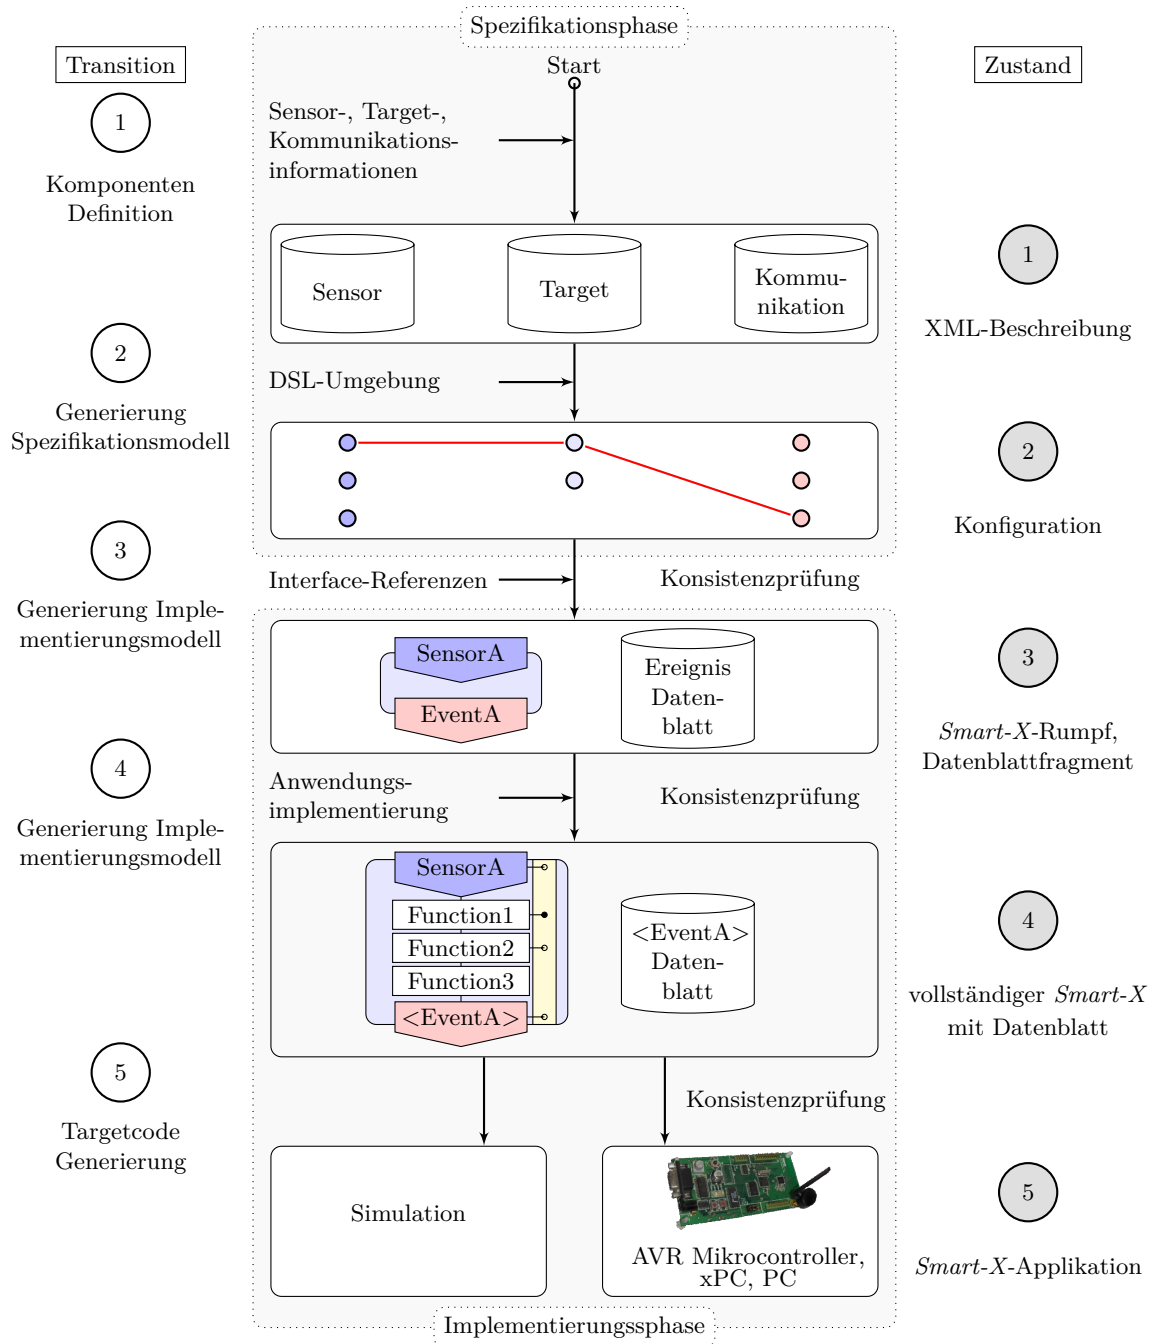 Spezifikationsphase
Transition
Start
Zustand
1
Sensor-, Target-,
Kommunikations-
informationen
Komponenten
Definition
Sensor
Target
Kommu-
nikation
1
XML-Beschreibung
2
DSL-Umgebung
Generierung
Spezifikationsmodell
2
Konfiguration
3
Interface-Referenzen
Konsistenzprüfung
Generierung Imple-
mentierungsmodell
SensorA
EventA
Ereignis
Daten-
blatt
3
Smart-X-Rumpf,
Datenblattfragment
4
Anwendungs-
implementierung
Konsistenzprüfung
Generierung Imple-
mentierungsmodell
SensorA
Function1
Function2
Function3
<EventA>
<EventA>
Daten-
blatt
4
vollständiger Smart-X
mit Datenblatt
5
Konsistenzprüfung
Targetcode
Generierung
Simulation
AVR Mikrocontroller,
xPC, PC
5
Smart-X-Applikation
Implementierungssphase